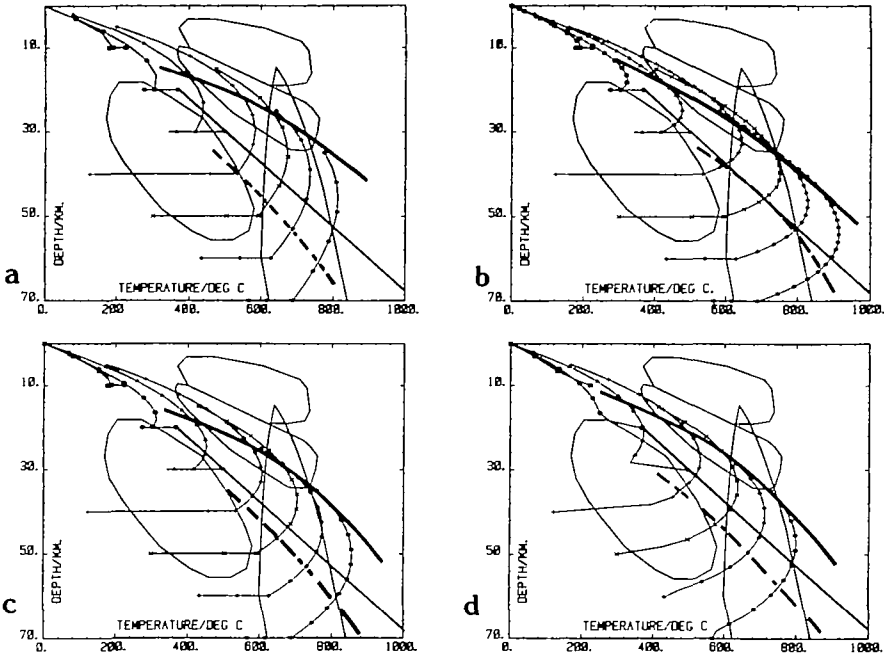 10.
30.
50.
70.
DEPTH/KM.
0. 200. 400. 600. 800. 1000.
TEMPERATURE/DEG C
a
10.
30.
50.
70.
DEPTH/KM.
0. 200. 400. 600. 800. 1000.
TEMPERATURE/DEG C.
b
10.
30.
50.
70.
DEPTH/KM.
0. 200. 400. 600. 800. 1000.
TEMPERATURE/DEG C
c
10.
30.
50.
70.
DEPTH/KM.
0. 200. 400. 600. 800. 1000.
TEMPERATURE/DEG C
d